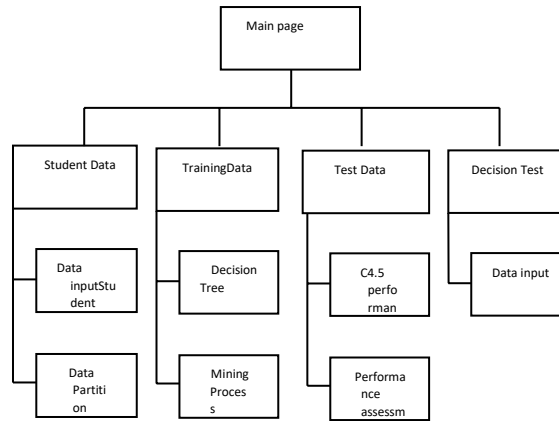 Main page
Student Data
TrainingData
Test Data
Decision Test
Data
inputStu
dent
Decision
Tree
C4.5
perfo
rman
Data input
Data
Partiti
on
Mining
Proces
s
Performa
nce
assessm